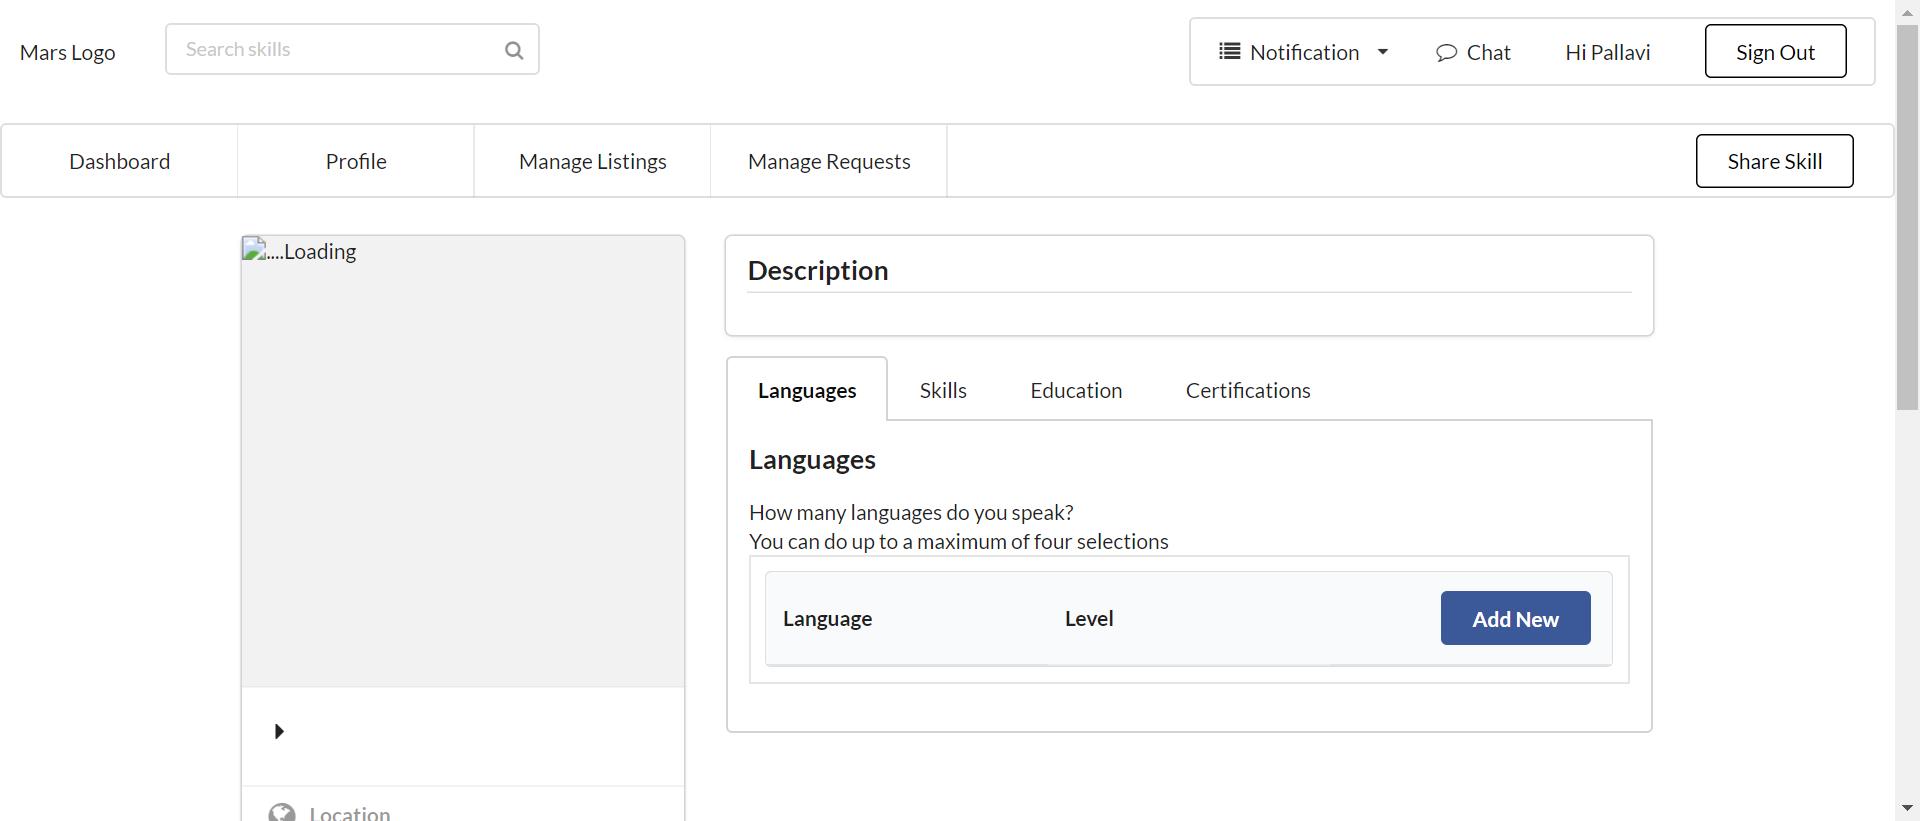 Mars Logo
Search skills
Notification
Chat
Hi Pallavi
Sign Out
Dashboard
Profile
Manage Listings
Manage Requests
Share Skill
....Loading
Description
Languages
Skills
Education
Certifications
Languages
How many languages do you speak?
You can do up to a maximum of four selections
Language
Level
Add New
Location